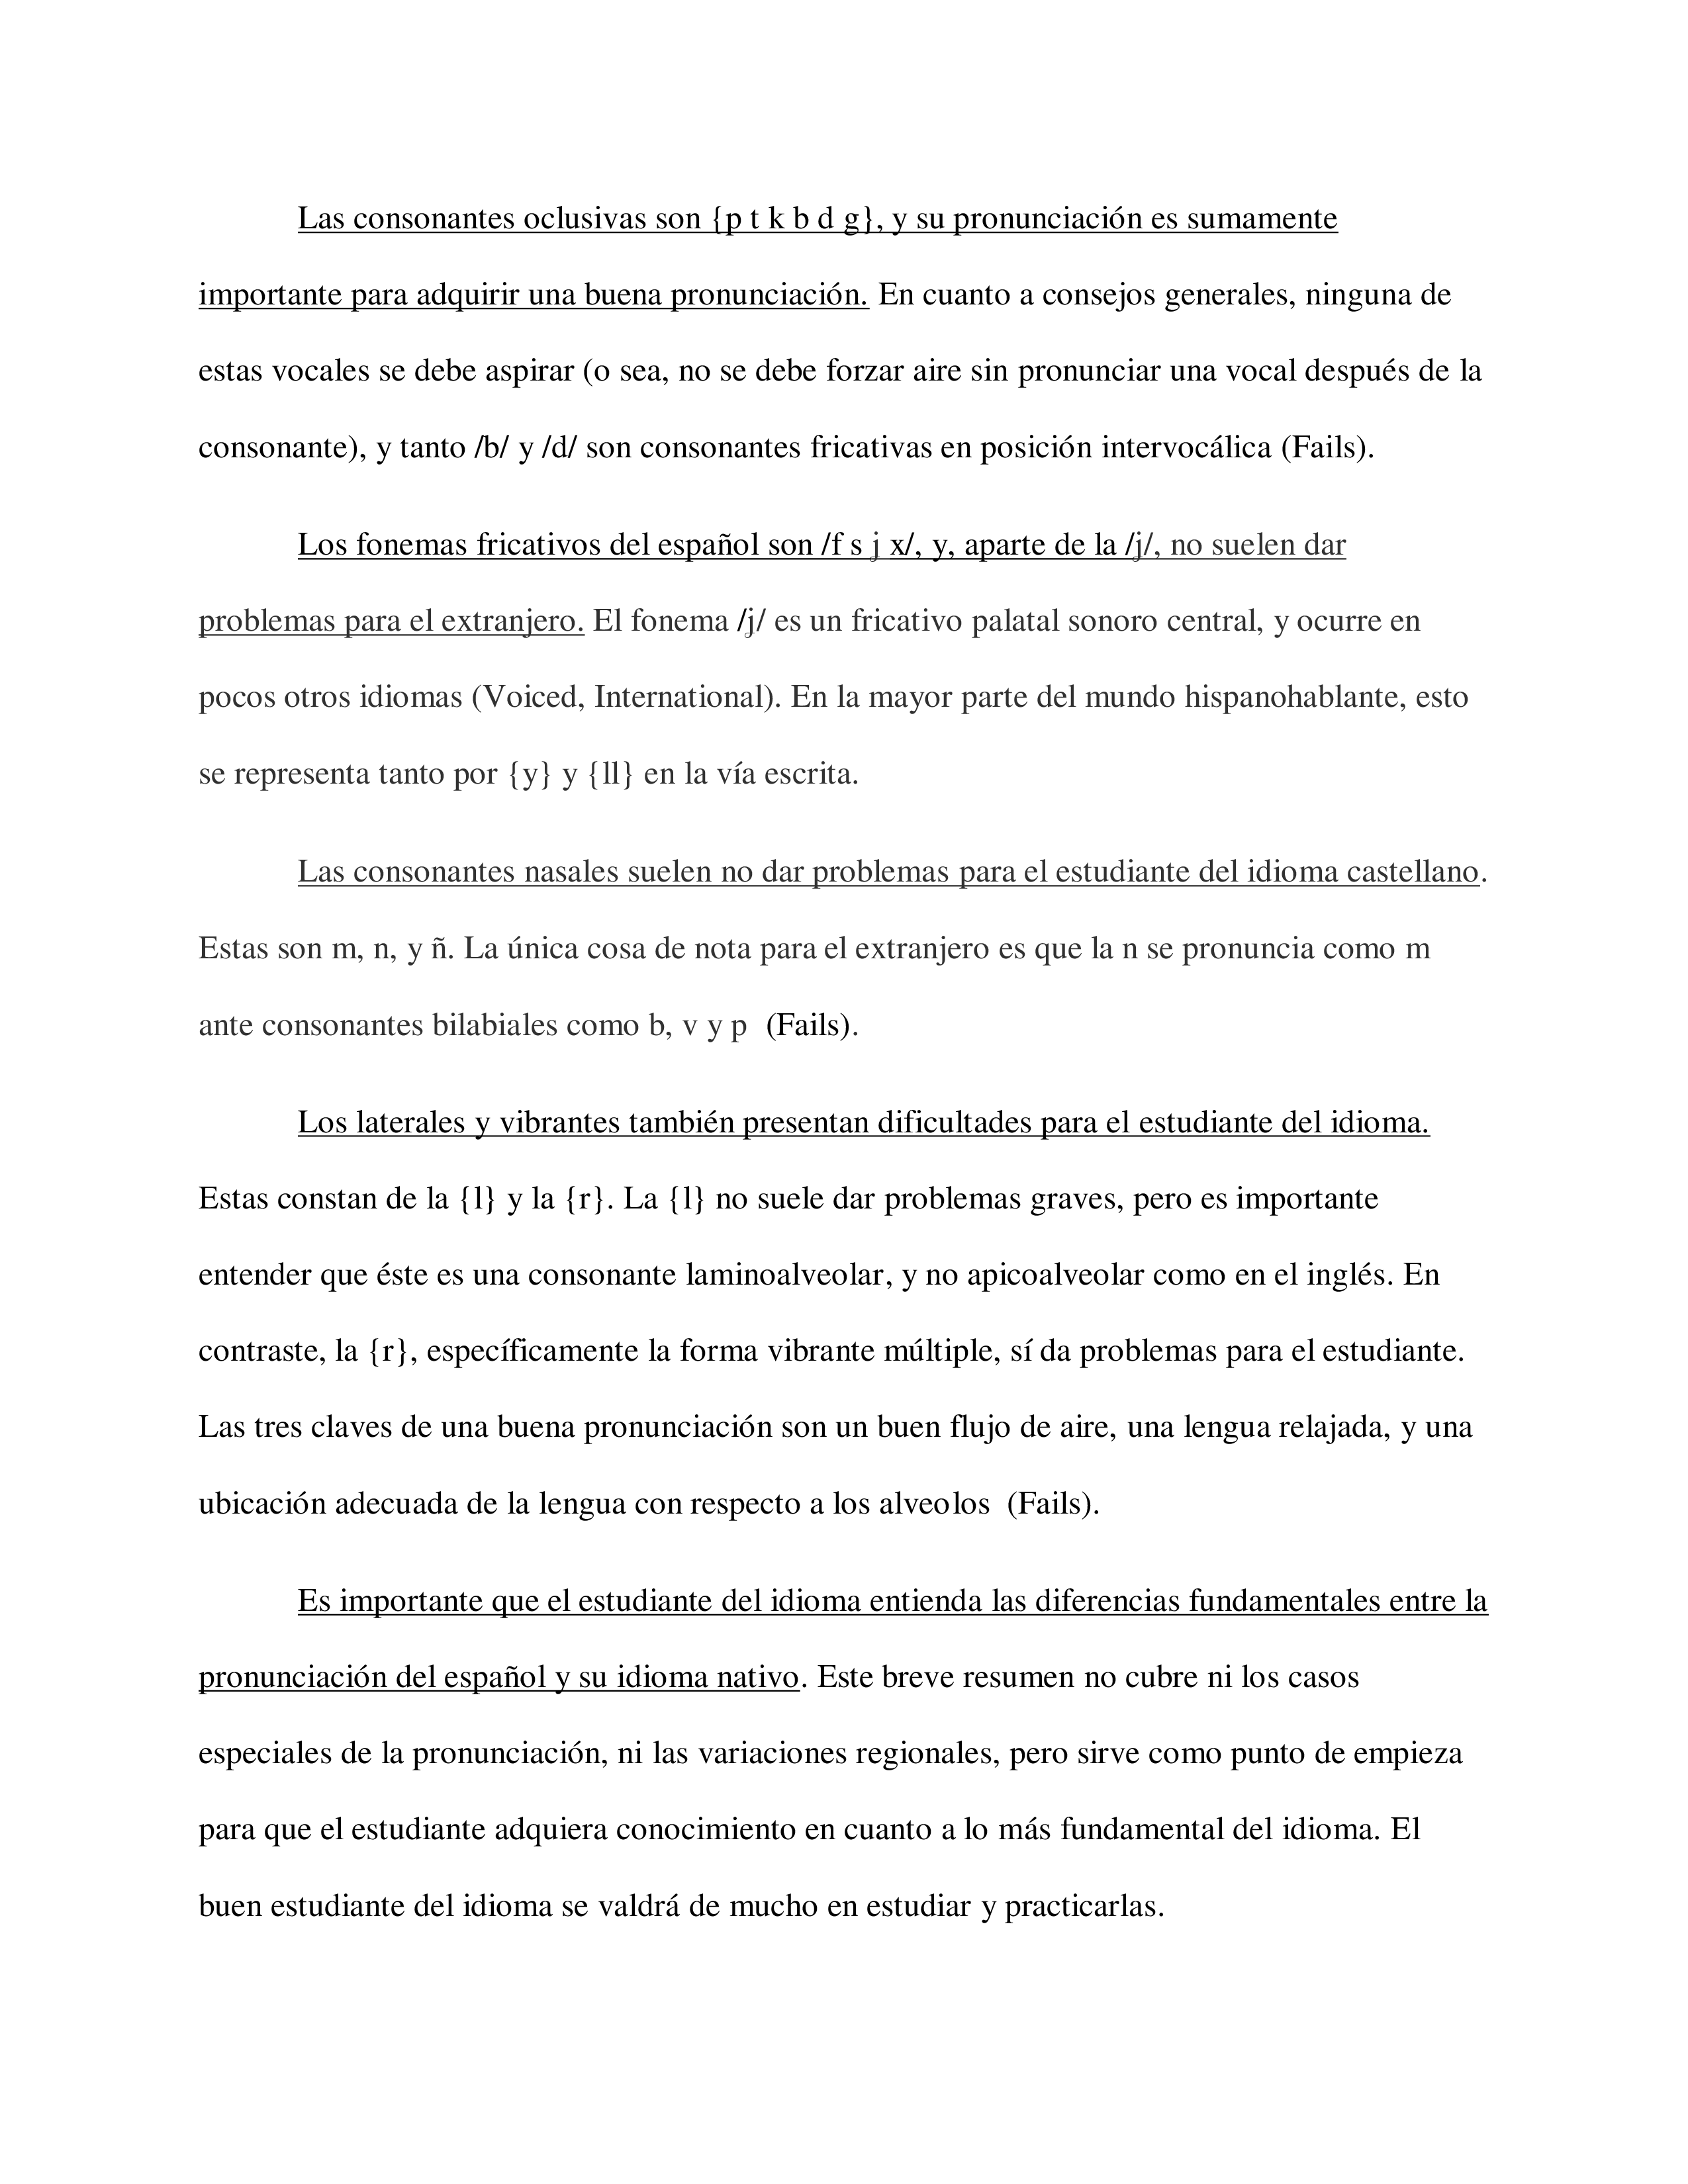 Las consonantes oclusivas son {p t k b d g}, y su pronunciación es sumamente
importante para adquirir una buena pronunciación. En cuanto a consejos generales, ninguna de
estas vocales se debe aspirar (o sea, no se debe forzar aire sin pronunciar una vocal después de la
consonante), y tanto /b/ y /d/ son consonantes fricativas en posición intervocálica (Fails).
Los fonemas fricativos del español son /f s ʝ x/, y, aparte de la /ʝ/, no suelen dar
problemas para el extranjero. El fonema /ʝ/ es un fricativo palatal sonoro central, y ocurre en
pocos otros idiomas (Voiced, International). En la mayor parte del mundo hispanohablante, esto
se representa tanto por {y} y {ll} en la vía escrita.
Las consonantes nasales suelen no dar problemas para el estudiante del idioma castellano.
Estas son m, n, y ñ. La única cosa de nota para el extranjero es que la n se pronuncia como m
ante consonantes bilabiales como b, v y p (Fails).
Los laterales y vibrantes también presentan dificultades para el estudiante del idioma.
Estas constan de la {l} y la {r}. La {l} no suele dar problemas graves, pero es importante
entender que éste es una consonante laminoalveolar, y no apicoalveolar como en el inglés. En
contraste, la {r}, específicamente la forma vibrante múltiple, sí da problemas para el estudiante.
Las tres claves de una buena pronunciación son un buen flujo de aire, una lengua relajada, y una
ubicación adecuada de la lengua con respecto a los alveolos (Fails).
Es importante que el estudiante del idioma entienda las diferencias fundamentales entre la
pronunciación del español y su idioma nativo. Este breve resumen no cubre ni los casos
especiales de la pronunciación, ni las variaciones regionales, pero sirve como punto de empieza
para que el estudiante adquiera conocimiento en cuanto a lo más fundamental del idioma. El
buen estudiante del idioma se valdrá de mucho en estudiar y practicarlas.